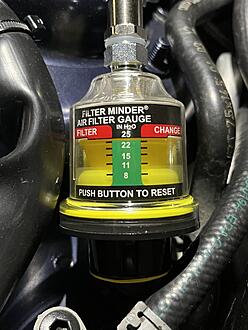 FILTER MINDER®
AIR FILTER GAUGE
IN H2O
FILTER 25 CHANGE
22
15
11
8
PUSH BUTTON TO RESET